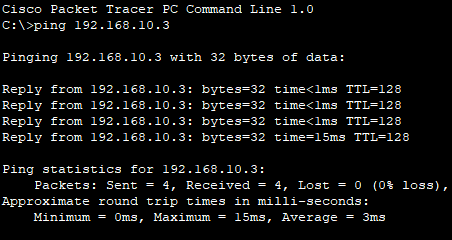 Cisco Packet Tracer PC Command Line 1.0
C:\>ping 192.168.10.3
Pinging 192.168.10.3 with 32 bytes of data:
Reply from 192.168.10.3: bytes=32 time<1ms TTL=128
Reply from 192.168.10.3: bytes=32 time<1ms TTL=128
Reply from 192.168.10.3: bytes=32 time<1ms TTL=128
Reply from 192.168.10.3: bytes=32 time=15ms TTL=128
Ping statistics for 192.168.10.3:
Packets: Sent = 4, Received = 4, Lost = 0 (0% loss),
Approximate round trip times in milli-seconds:
Minimum = 0ms, Maximum = 15ms, Average = 3ms